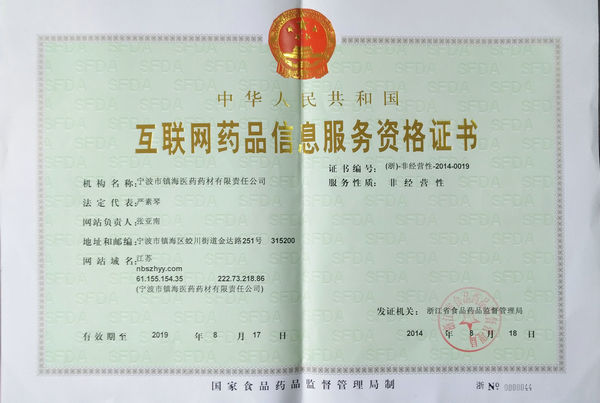 中华人民共和国
互联网药品信息服务资格证书
证书编号：(浙)-非经营性-2014-0019
服务性质：非经营性
机构名称：宁波市镇海医药药材有限责任公司
法定代表：严素琴
网站负责人：张亚南
地址和邮编：宁波市镇海区蛟川街道金达路251号 315200
网站域名：江苏
nbszhyy.com
61.155.154.35 222.73.218.86
(宁波市镇海医药药材有限责任公司)
发证机关：浙江省食品药品监督管理局
有效期至 2019 年 8 月 17 日
2014 年 8 月 18 日
国家食品药品监督管理局制
浙 № 0000044